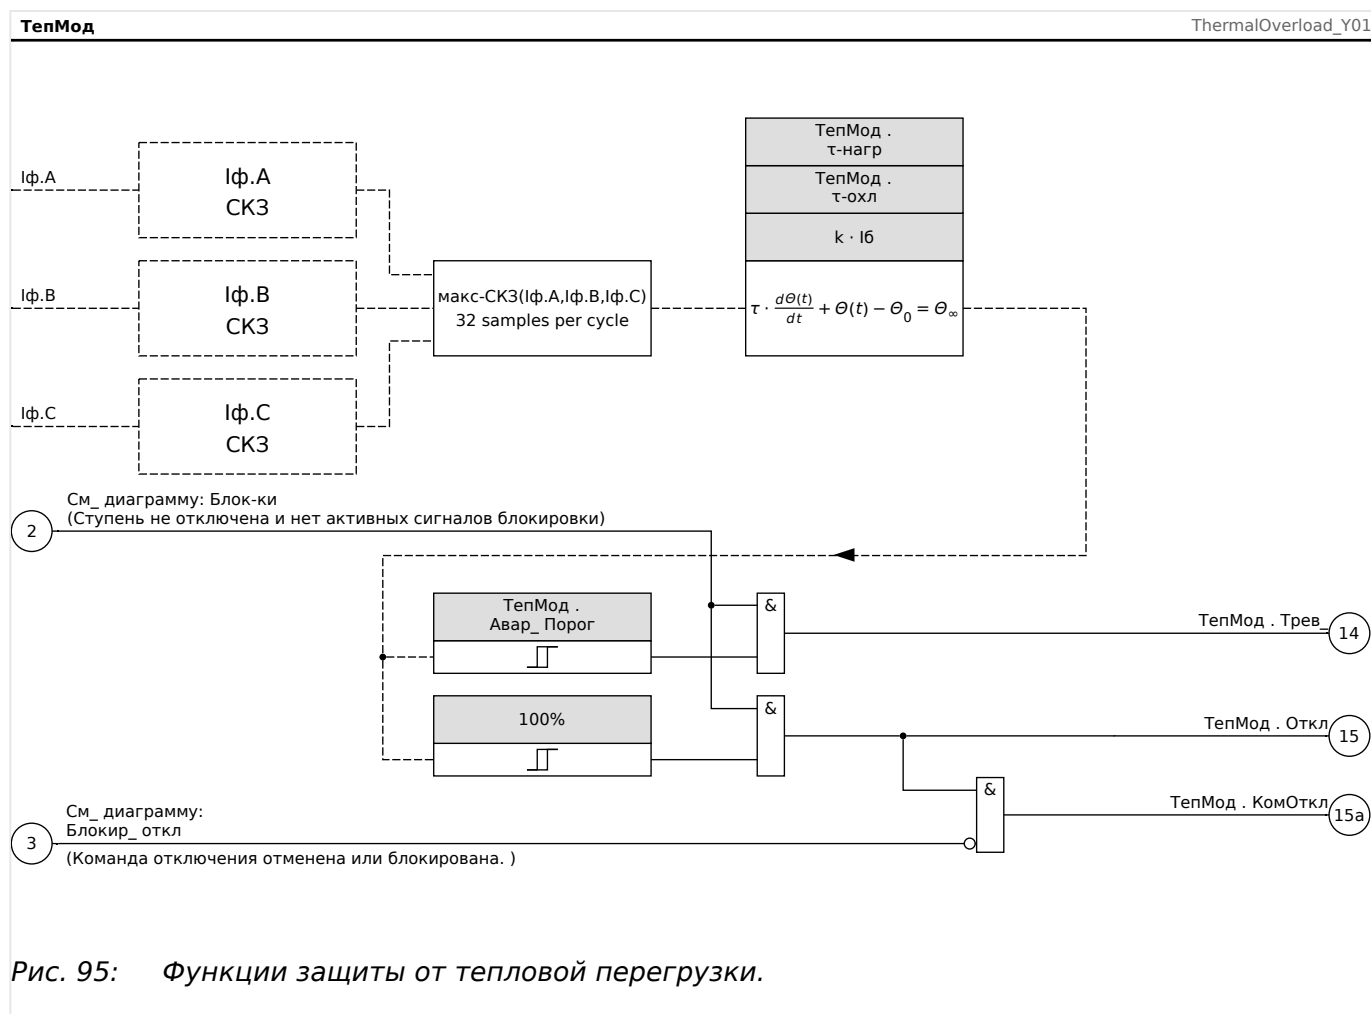 ТепМод
ThermalOverload_Y01
ТепМод .
τ-нагр
ТепМод .
τ-охл
k · Iб
τ · dΘ(t)/dt + Θ(t) − Θ₀ = Θ∞
Iф.A
Iф.A
СКЗ
Iф.B
Iф.B
СКЗ
макс-СКЗ(Iф.A,Iф.B,Iф.C)
32 samples per cycle
Iф.C
Iф.C
СКЗ
2
См_ диаграмму: Блок-ки
(Ступень не отключена и нет активных сигналов блокировки)
ТепМод .
Авар_ Порог
&
ТепМод . Трев_
14
100%
&
ТепМод . Откл
15
&
ТепМод . КомОткл
15a
3
См_ диаграмму:
Блокир_ откл
(Команда отключения отменена или блокирована. )
Рис. 95: Функции защиты от тепловой перегрузки.